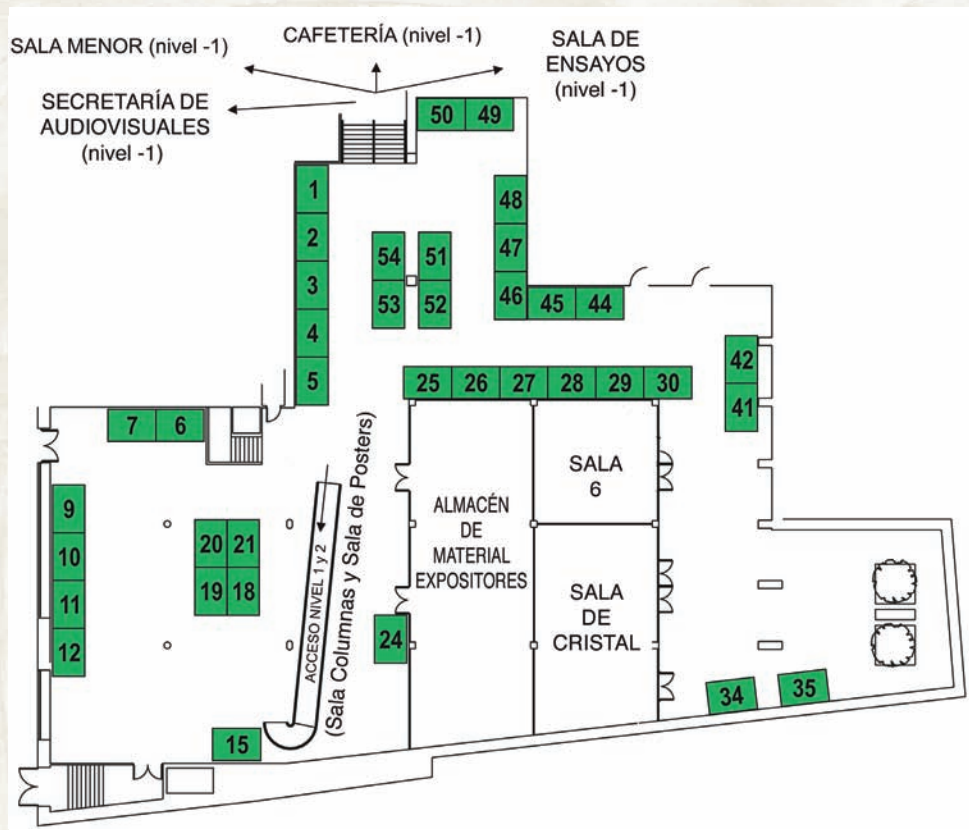 SALA MENOR (nivel -1)
CAFETERÍA (nivel -1)
SALA DE
ENSAYOS
(nivel -1)
SECRETARÍA DE
AUDIOVISUALES
(nivel -1)
50 49
1
2
3
4
5
48
47
46
54 51
53 52
45 44
42
41
25 26 27 28 29 30
7 6
9
10
11
12
20 21
19 18
ACCESO NIVEL 1 y 2
(Sala Columnas y Sala de Posters)
ALMACÉN
DE
MATERIAL
EXPOSITORES
SALA
6
SALA
DE
CRISTAL
24
34 35
15